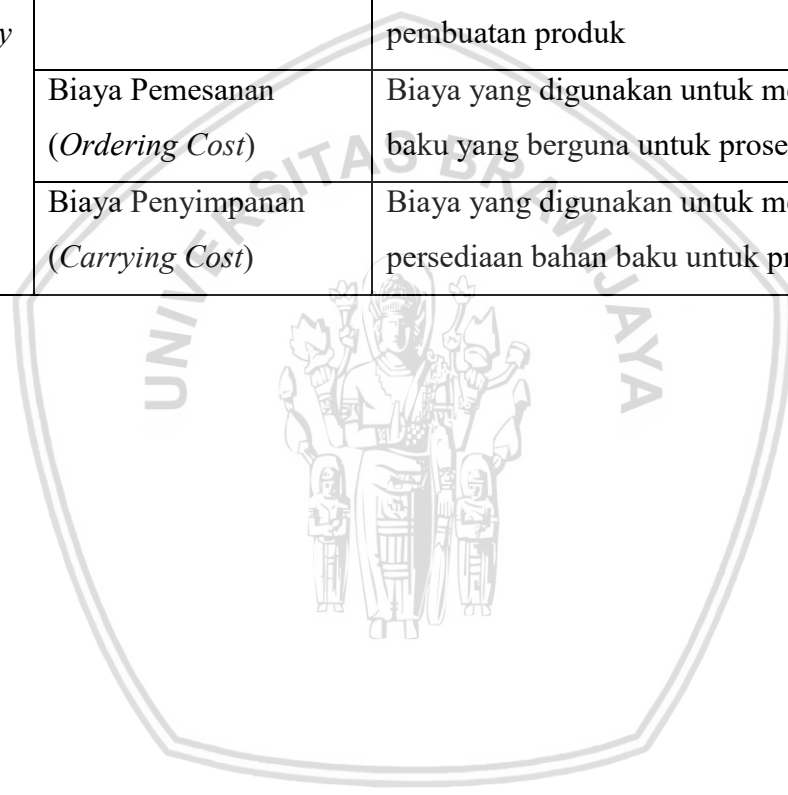 y
pembuatan produk
Biaya Pemesanan
(Ordering Cost)
Biaya yang digunakan untuk
baku yang berguna untuk
Biaya Penyimpanan
(Carrying Cost)
Biaya yang digunakan untuk
persediaan bahan baku untuk
UNIVERSITAS BRAWIJAYA